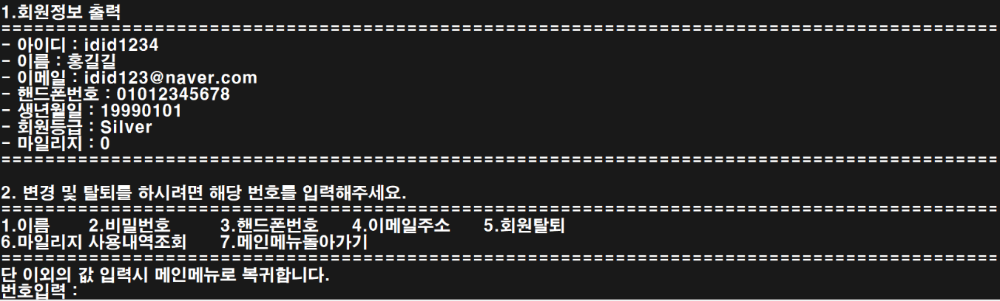 1.회원정보 출력
===========================================================================================
- 아이디 : idid1234
- 이름 : 홍길길
- 이메일 : idid123@naver.com
- 핸드폰번호 : 01012345678
- 생년월일 : 19990101
- 회원등급 : Silver
- 마일리지 : 0
===========================================================================================
2. 변경 및 탈퇴를 하시려면 해당 번호를 입력해주세요.
===========================================================================================
1.이름 2.비밀번호 3.핸드폰번호 4.이메일주소 5.회원탈퇴
6.마일리지 사용내역조회 7.메인메뉴돌아가기
===========================================================================================
단 이외의 값 입력시 메인메뉴로 복귀합니다.
번호입력 :